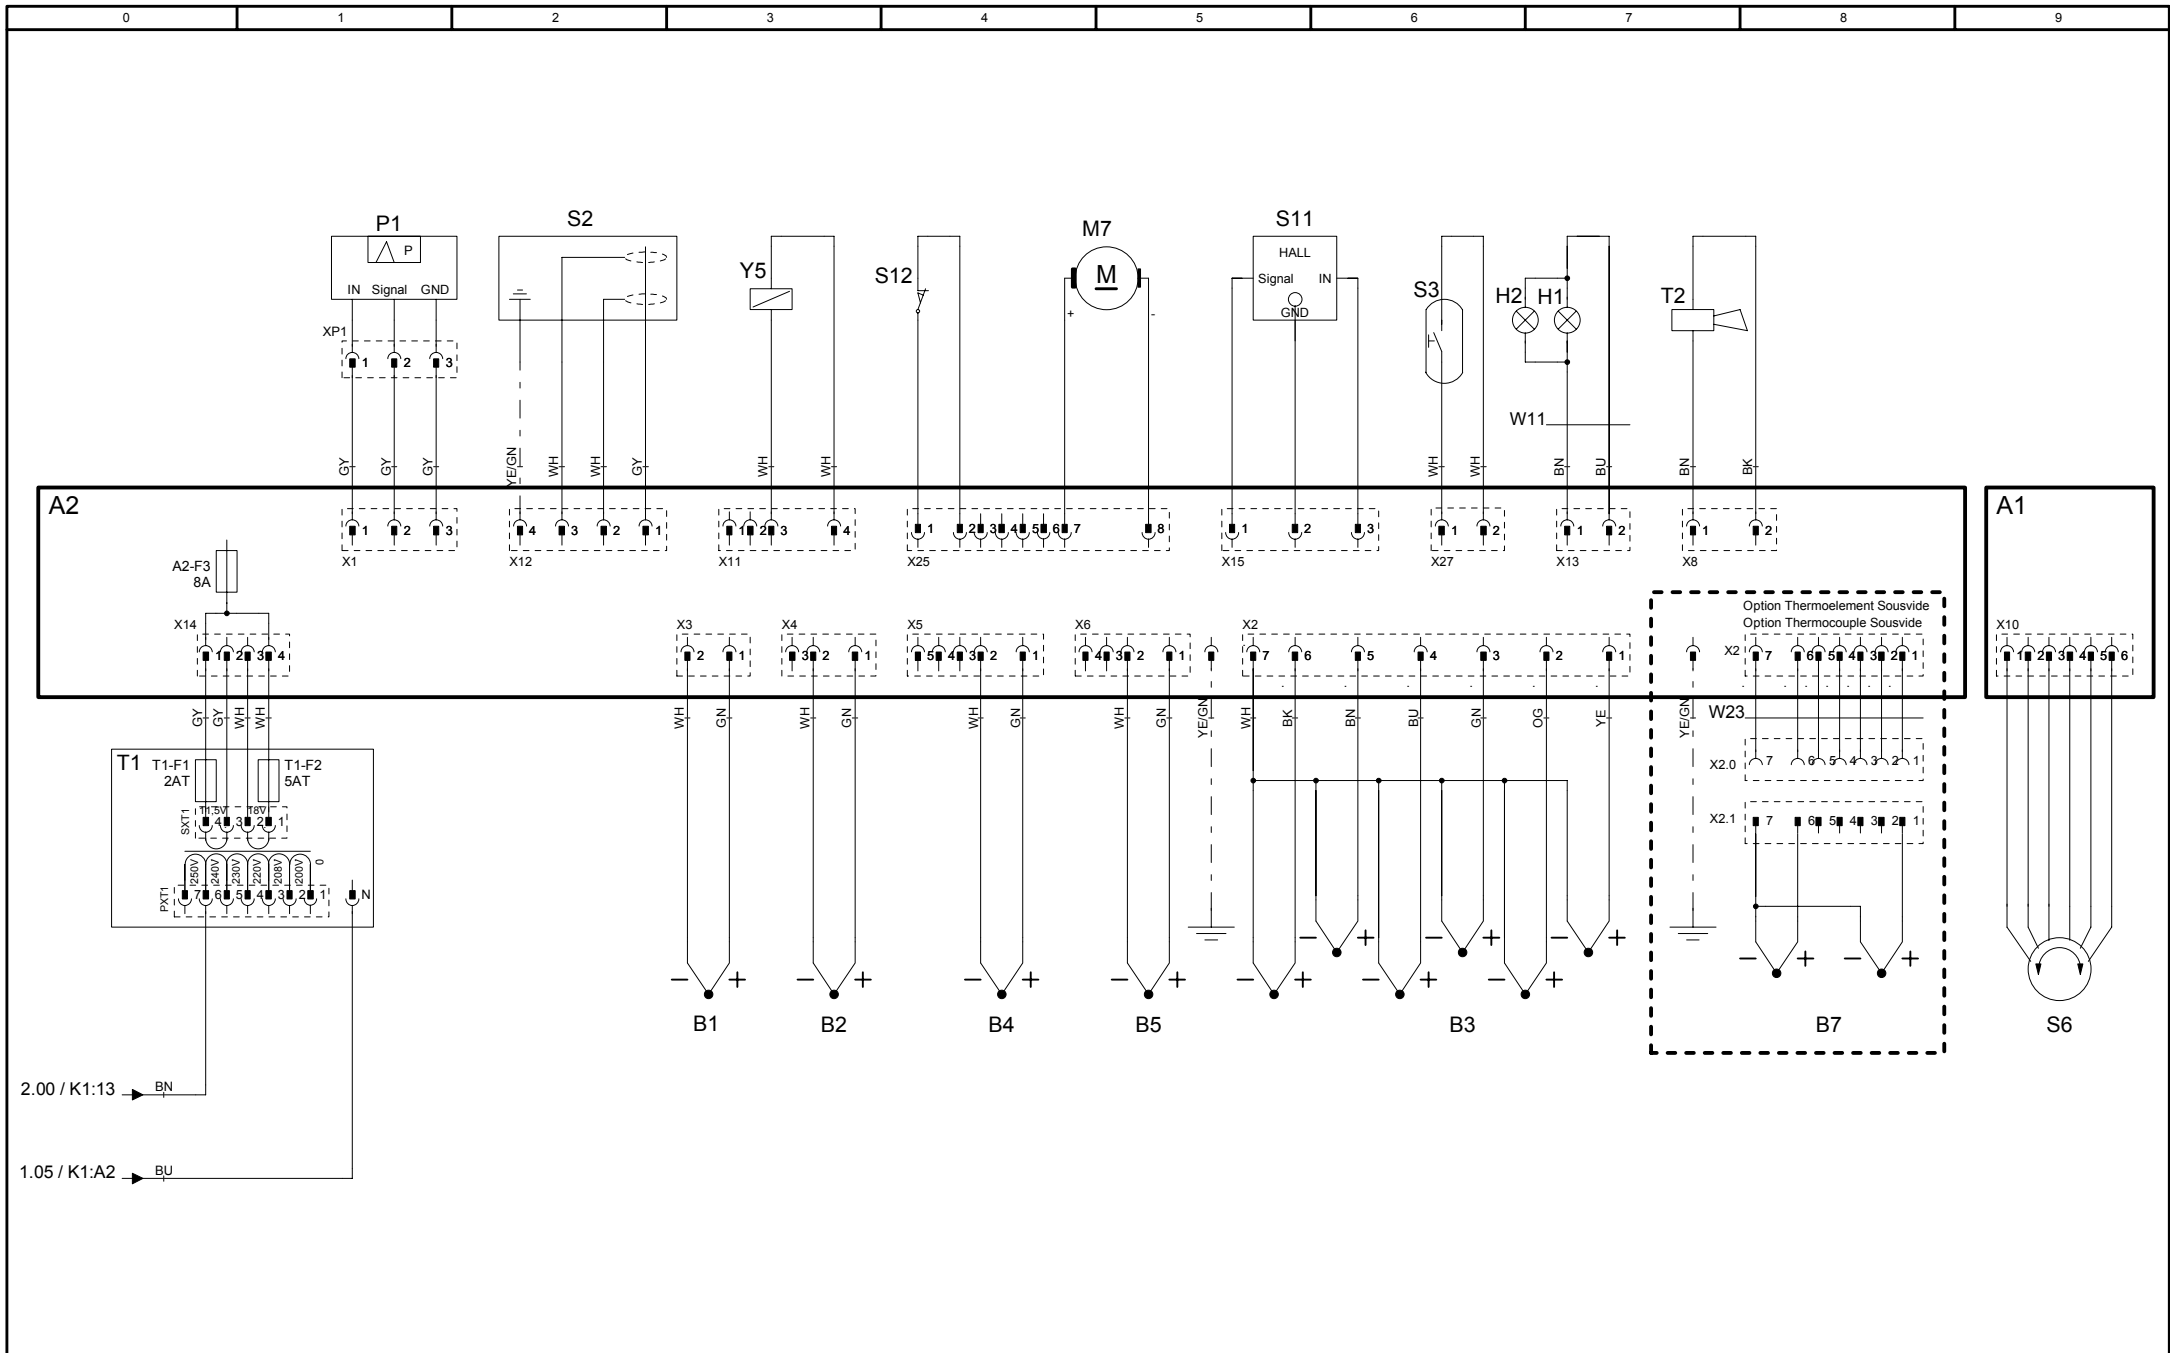 0 1 2 3 4 5 6 7 8 9
P1 S2 Y5 S12 M7 S11 S3 H2 H1 T2
P
IN Signal GND
XP1
1 2 3
M
+ -
HALL
Signal IN
GND
W11
GY GY GY YE/GN WH WH GY WH WH WH WH BN BU BN BK
A2
A1
1 2 3
X1
4 3 2 1
X12
1 2 3 4
X11
1 2 3 4 5 6 7 8
X25
1 2 3
X15
1 2
X27
1 2
X13
1 2
X8
A2-F3
8A
Option Thermoelement Sousvide
Option Thermocouple Sousvide
X14
1 2 3 4
X3
2 1
X4
3 2 1
X5
5 4 3 2 1
X6
4 3 2 1
X2
7 6 5 4 3 2 1
X2
7 6 5 4 3 2 1
X10
1 2 3 4 5 6
GY GY WH WH WH GN WH GN WH GN WH GN YE/GN WH BK BN BU GN OG YE YE/GN
W23
T1
T1-F1
2AT
T1-F2
5AT
SXT1
11,5V 18V
4 3 2 1
250V 240V 230V 220V 208V 200V 0
PXT1
7 6 5 4 3 2 1 N
X2.0
7 6 5 4 3 2 1
X2.1
7 6 5 4 3 2 1
- + - + - +
- + - +
- + - + - + - + - + - + - +
B1 B2 B4 B5 B3 B7 S6
2.00 / K1:13 BN
1.05 / K1:A2 BU